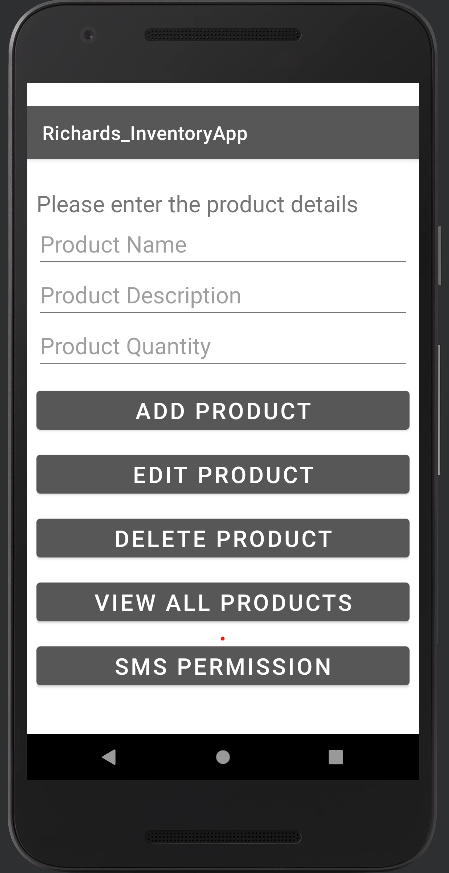 Richards_InventoryApp
Please enter the product details
Product Name
Product Description
Product Quantity
ADD PRODUCT
EDIT PRODUCT
DELETE PRODUCT
VIEW ALL PRODUCTS
SMS PERMISSION